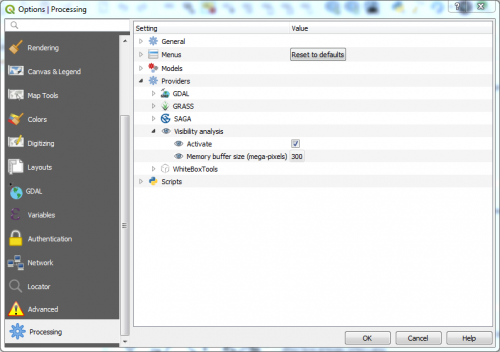 Options | Processing
Rendering
Canvas & Legend
Map Tools
Colors
Digitizing
Layouts
GDAL
Variables
Authentication
Network
Locator
Advanced
Processing
Setting Value
General
Menus Reset to defaults
Models
Providers
GDAL
GRASS
SAGA
Visibility analysis
Activate
Memory buffer size (mega-pixels) 300
WhiteBoxTools
Scripts
OK Cancel Help